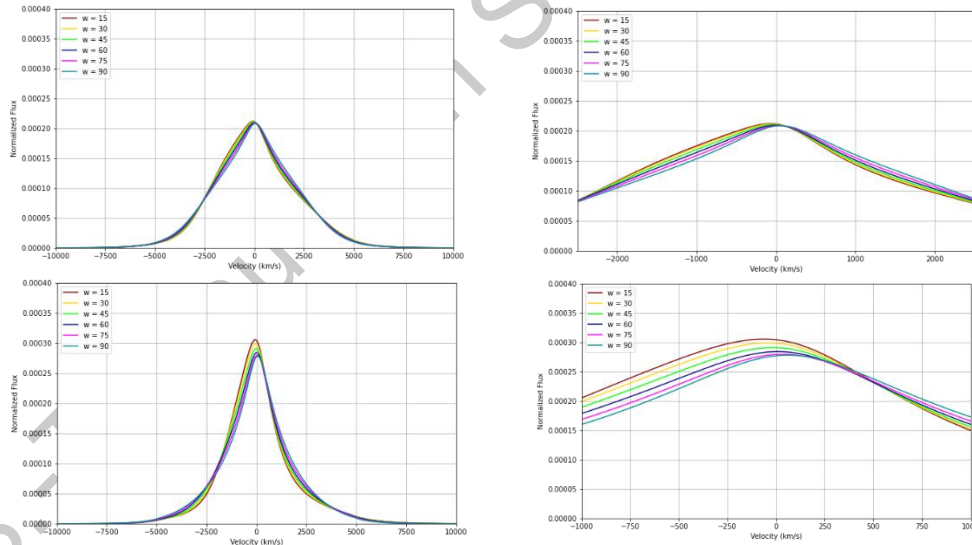 0.00040
0.00035
0.00030
0.00025
0.00020
0.00015
0.00010
0.00005
0.00000
Normalized Flux
w = 15
w = 30
w = 45
w = 60
w = 75
w = 90
−10000 −7500 −5000 −2500 0 2500 5000 7500 10000
Velocity (km/s)
0.00040
0.00035
0.00030
0.00025
0.00020
0.00015
0.00010
0.00005
0.00000
Normalized Flux
w = 15
w = 30
w = 45
w = 60
w = 75
w = 90
−2000 −1000 0 1000 2000
Velocity (km/s)
0.00040
0.00035
0.00030
0.00025
0.00020
0.00015
0.00010
0.00005
0.00000
Normalized Flux
w = 15
w = 30
w = 45
w = 60
w = 75
w = 90
−10000 −7500 −5000 −2500 0 2500 5000 7500 10000
Velocity (km/s)
0.00040
0.00035
0.00030
0.00025
0.00020
0.00015
0.00010
0.00005
0.00000
Normalized Flux
w = 15
w = 30
w = 45
w = 60
w = 75
w = 90
−1000 −750 −500 −250 0 250 500 750 1000
Velocity (km/s)